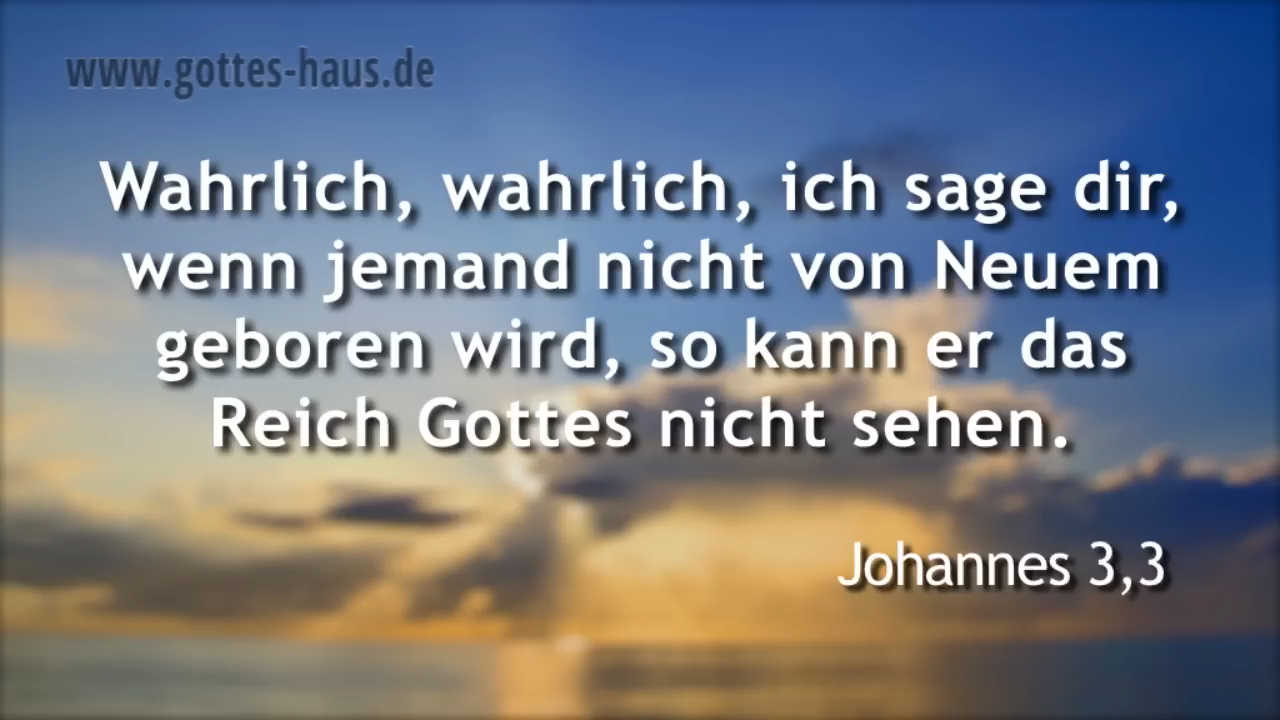 www.gottes-haus.de
Wahrlich, wahrlich, ich sage dir,
wenn jemand nicht von Neuem
geboren wird, so kann er das
Reich Gottes nicht sehen.
Johannes 3,3